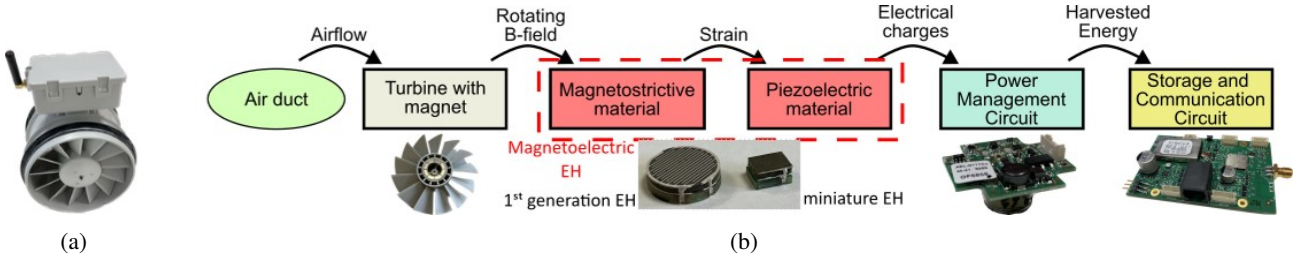 Airflow
Rotating
B-field
Strain
Electrical
charges
Harvested
Energy
Air duct
Turbine with
magnet
Magnetostrictive
material
Piezoelectric
material
Power
Management
Circuit
Storage and
Communication
Circuit
Magnetoelectric
EH
1st generation EH
miniature EH
(a)
(b)